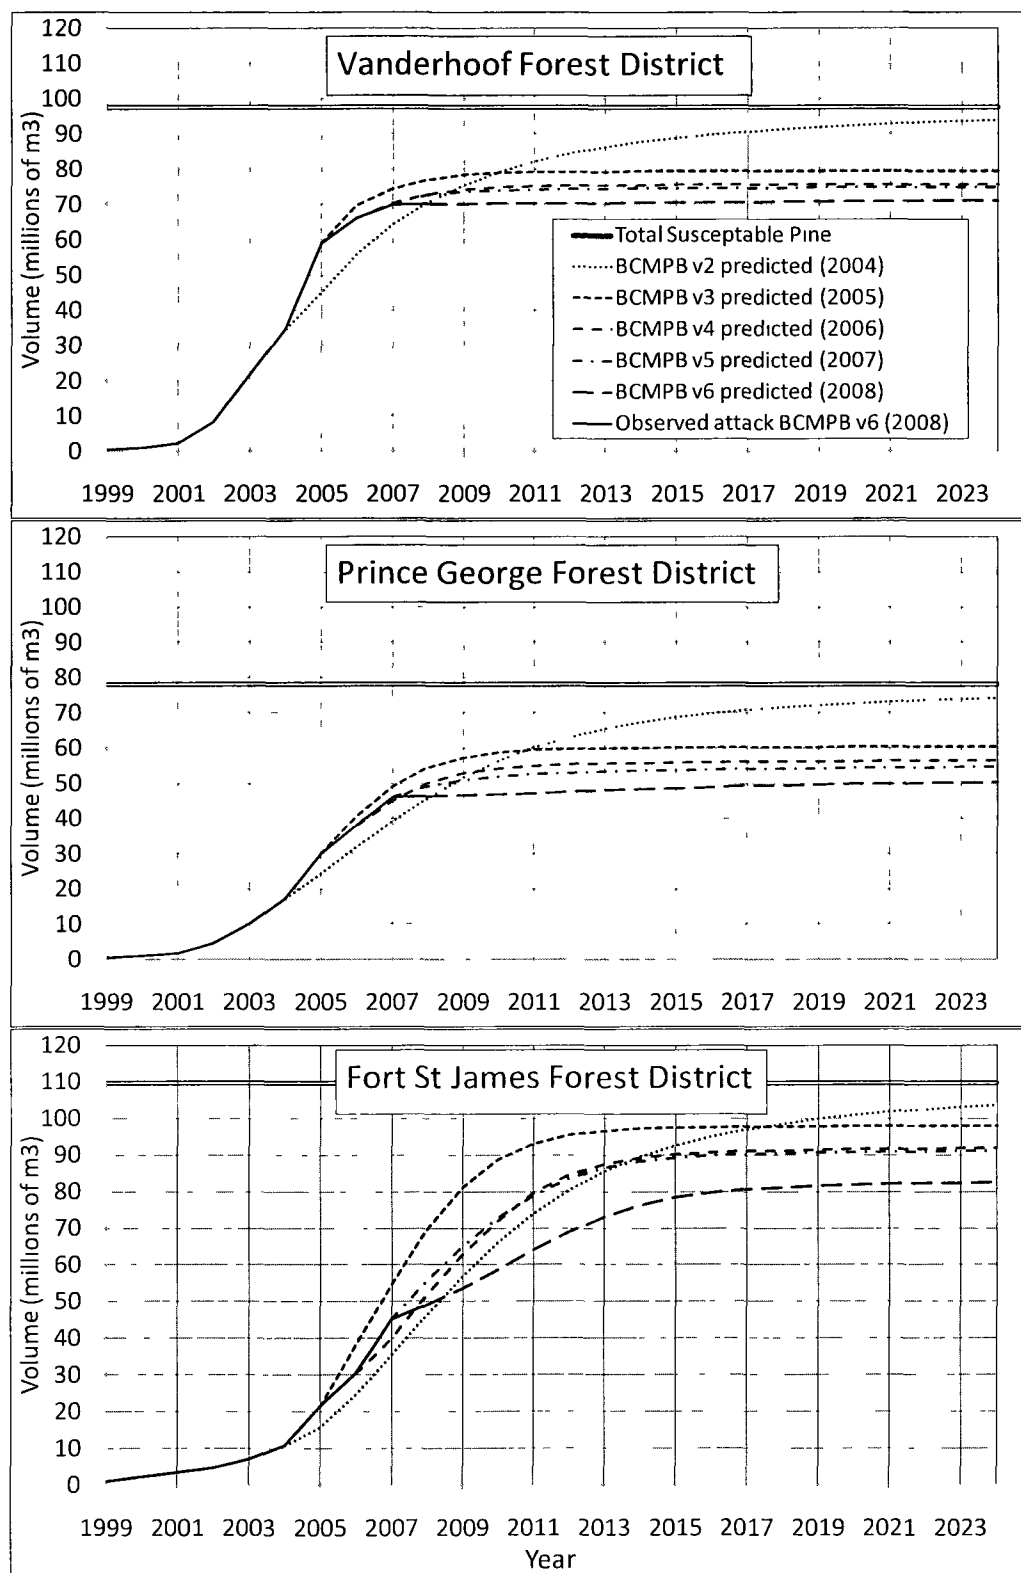 Vanderhoof Forest District
Volume (millions of m3)
120
110
100
90
80
70
60
50
40
30
20
10
0
Total Susceptable Pine
BCMPB v2 predicted (2004)
BCMPB v3 predicted (2005)
BCMPB v4 predicted (2006)
BCMPB v5 predicted (2007)
BCMPB v6 predicted (2008)
Observed attack BCMPB v6 (2008)
1999 2001 2003 2005 2007 2009 2011 2013 2015 2017 2019 2021 2023
Prince George Forest District
Volume (millions of m3)
120
110
100
90
80
70
60
50
40
30
20
10
0
1999 2001 2003 2005 2007 2009 2011 2013 2015 2017 2019 2021 2023
Fort St James Forest District
Volume (millions of m3)
120
110
100
90
80
70
60
50
40
30
20
10
0
1999 2001 2003 2005 2007 2009 2011 2013 2015 2017 2019 2021 2023
Year